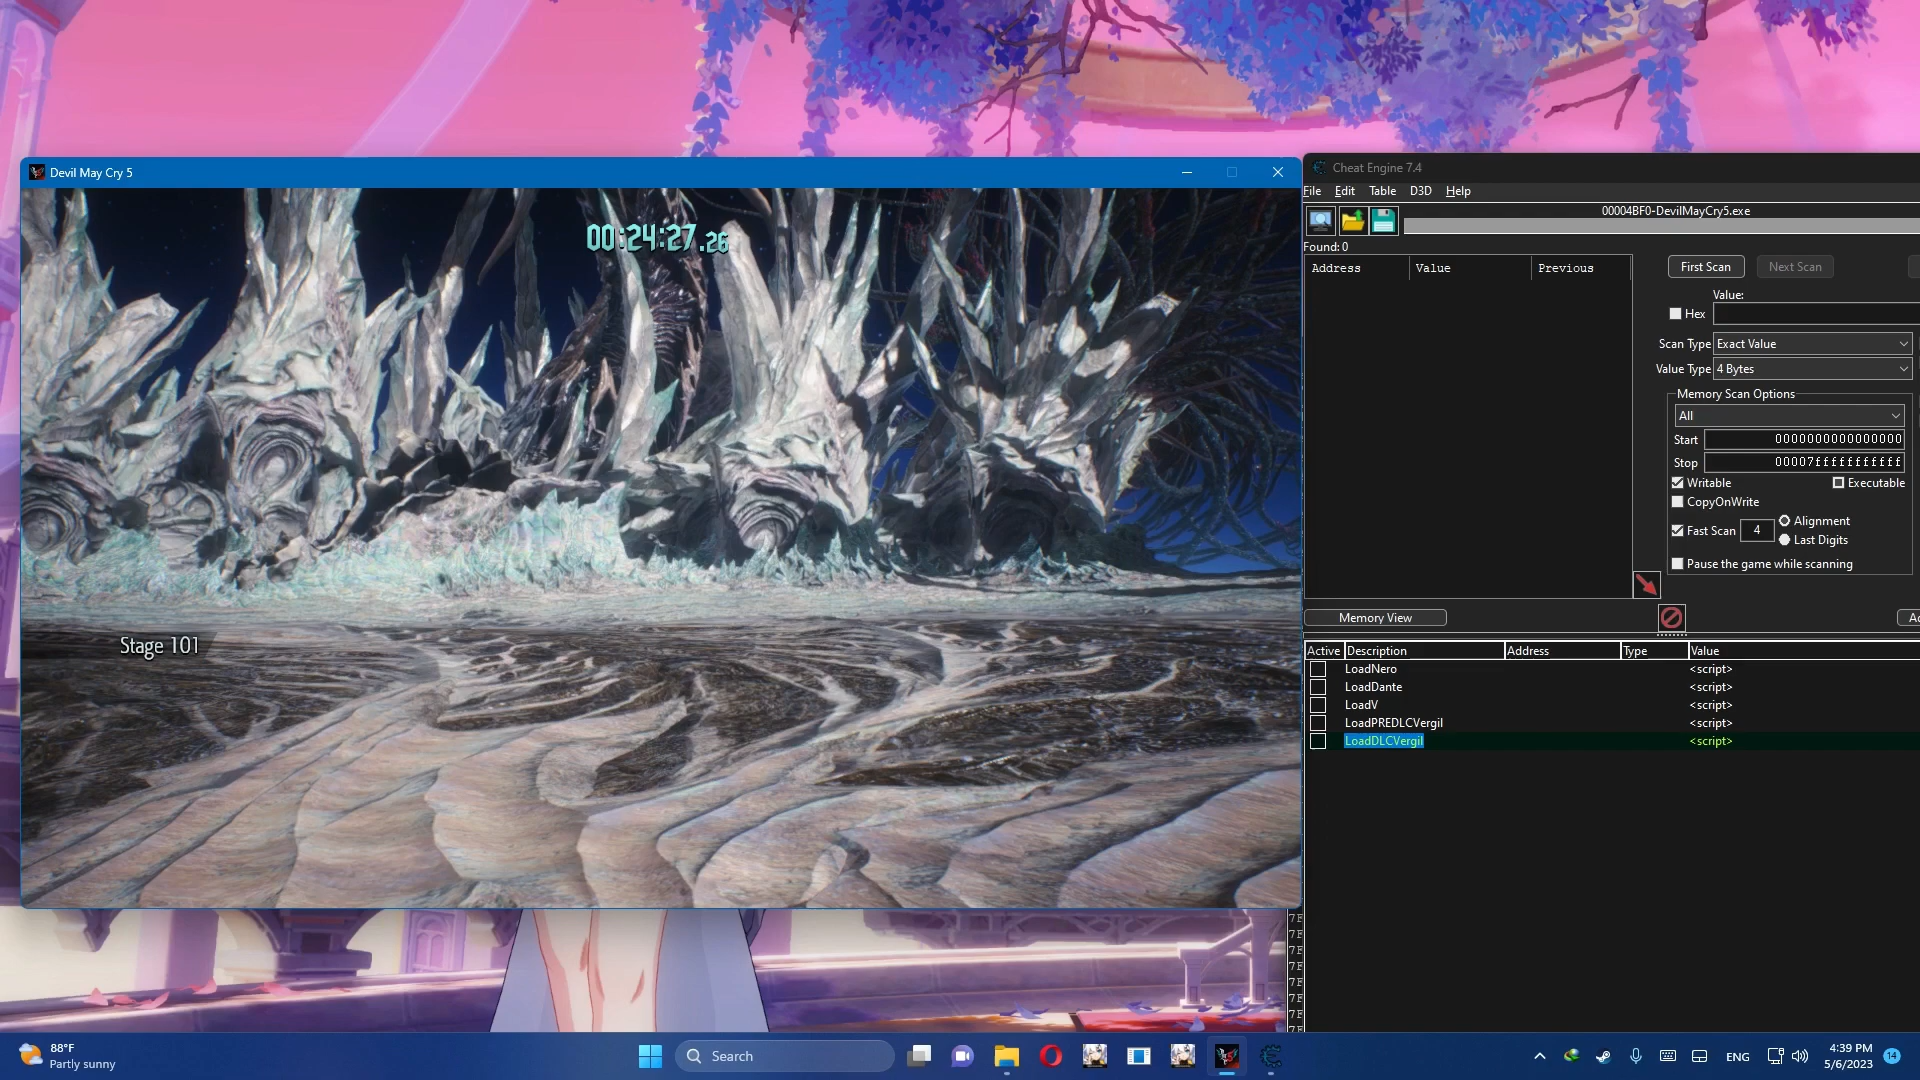 Devil May Cry 5
00:24:27.26
Stage 101
Cheat Engine 7.4
File Edit Table D3D Help
00004BF0-DevilMayCry5.exe
Found: 0
Address Value Previous
First Scan Next Scan
Value:
Hex
Scan Type Exact Value
Value Type 4 Bytes
Memory Scan Options
All
Start 0000000000000000
Stop 00007fffffffffff
Writable Executable
CopyOnWrite
Fast Scan 4 Alignment
Last Digits
Pause the game while scanning
Memory View
Active Description Address Type Value
LoadNero <script>
LoadDante <script>
LoadV <script>
LoadPREDLCVergil <script>
LoadDLCVergil <script>
88°F
Partly sunny
Search
ENG
4:39 PM
5/6/2023
14